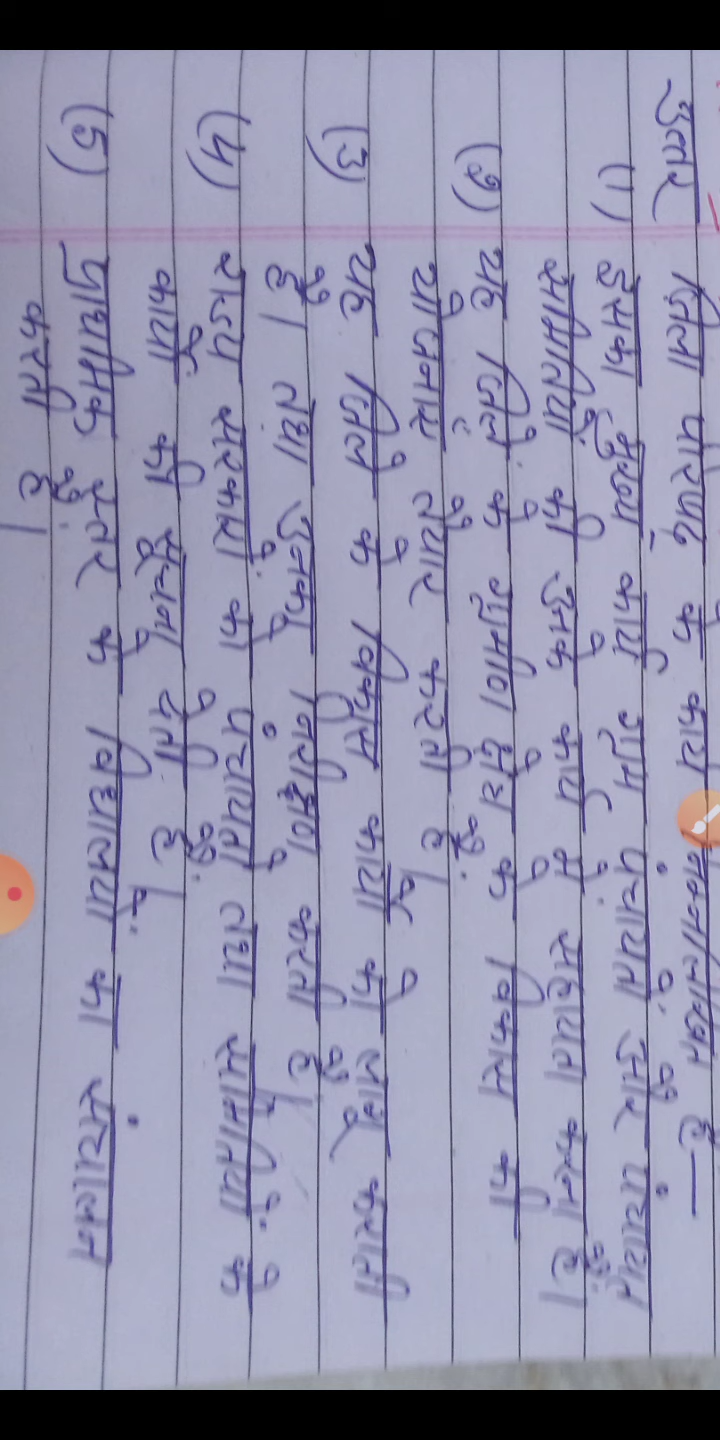 उत्तर जिला परिषद् के कार्य निम्नलिखित हैं—
(1) इसका मुख्य कार्य ग्राम पंचायतों और पंचायत
समितियों की उनके कार्य में सहायता करना है।
(2) यह जिले के ग्रामीण क्षेत्र के विकास की
योजनाएं तैयार करती है।
(3) यह जिले के विकास कार्यों को लागू करती
है। तथा उनका निरीक्षण करती है।
(4) राज्य सरकार को पंचायतों तथा समितियों के
कार्यों की सूचना देती है।
(5) प्राथमिक स्तर के विद्यालयों का संचालन
करती है।